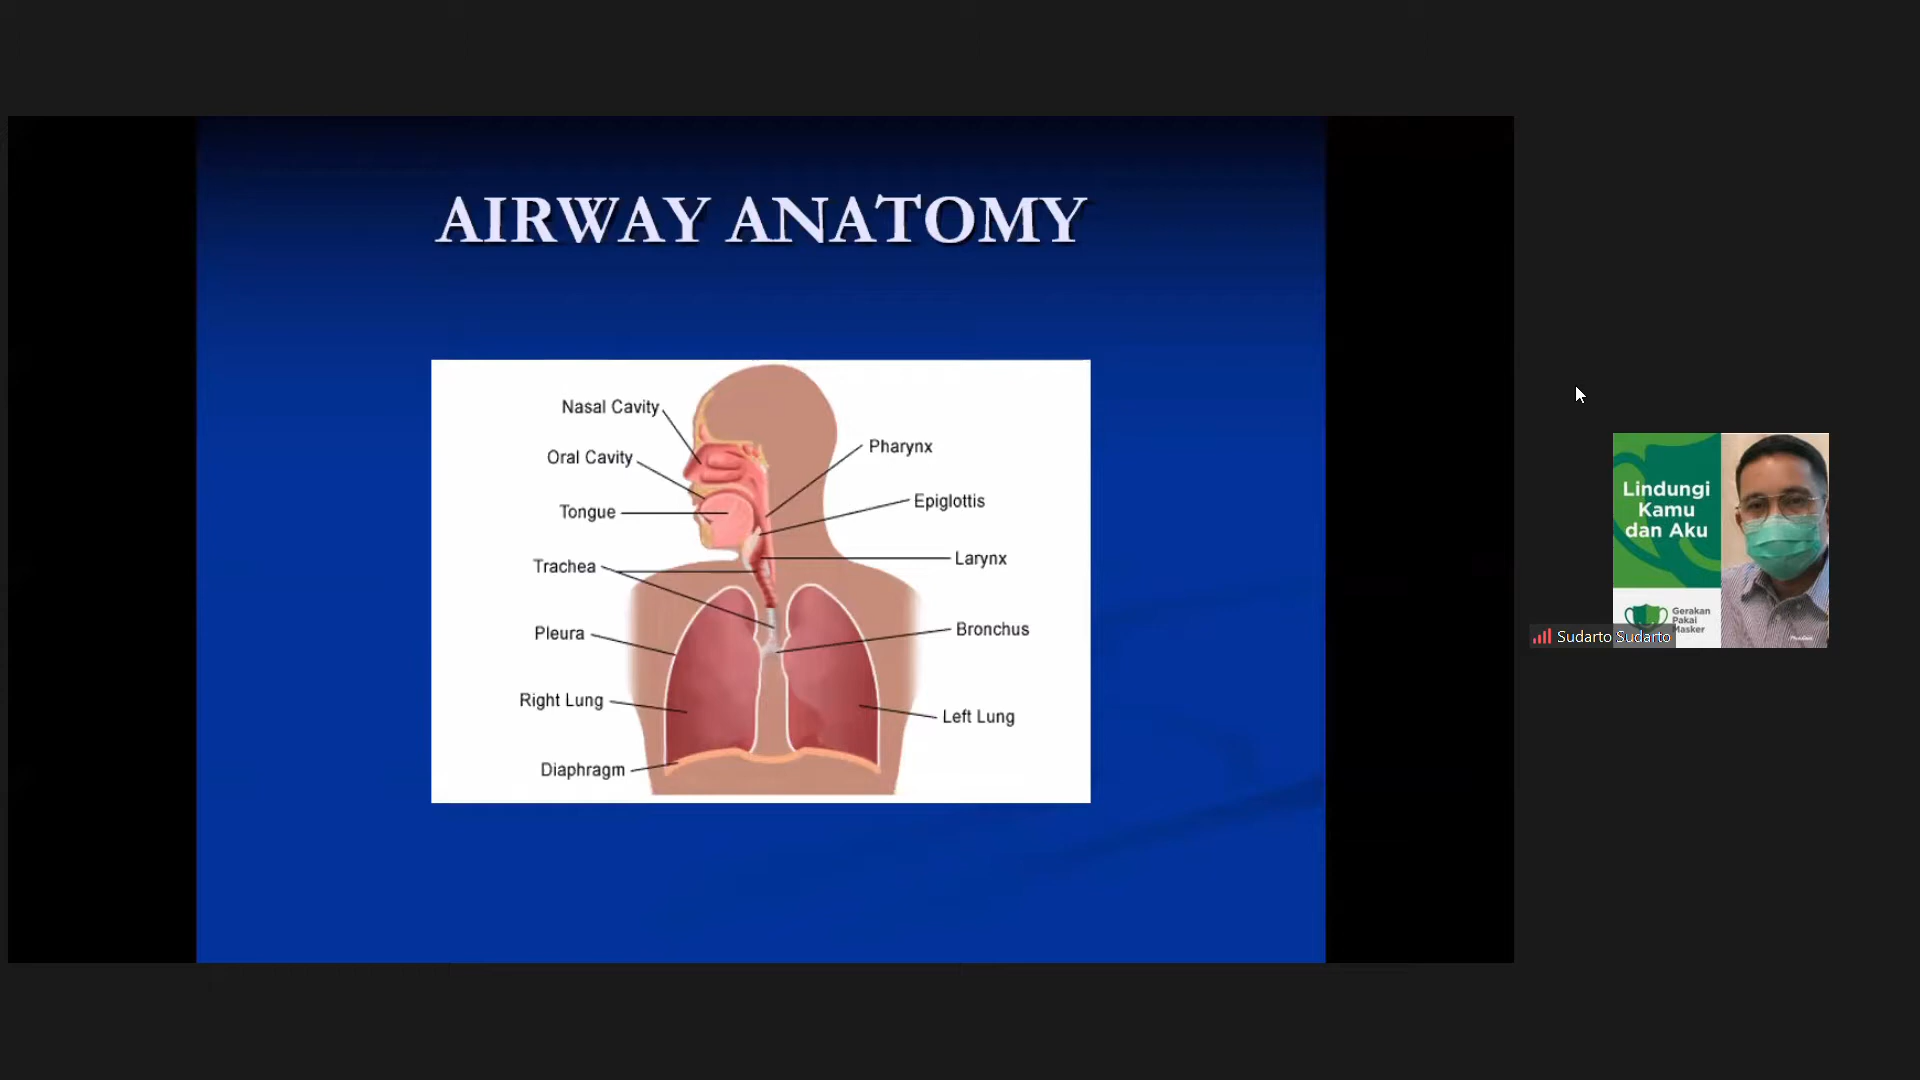 AIRWAY ANATOMY
Nasal Cavity
Oral Cavity
Tongue
Trachea
Pleura
Right Lung
Diaphragm
Pharynx
Epiglottis
Larynx
Bronchus
Left Lung
Lindungi
Kamu
dan Aku
Gerakan
Pakai
Masker
Sudarto Sudarto